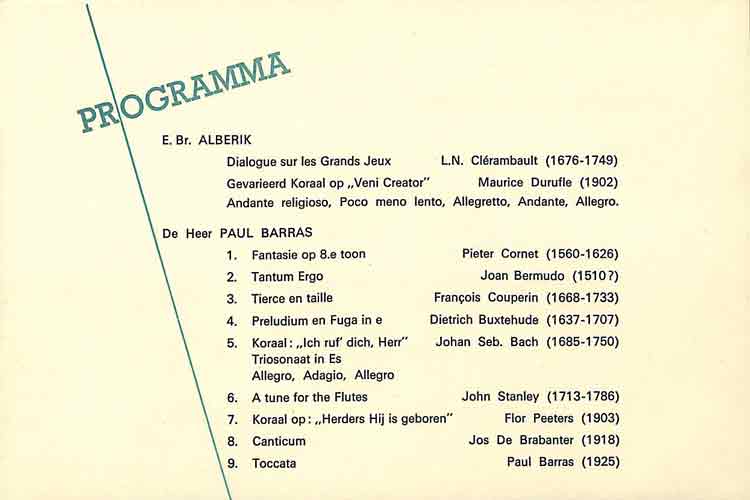 PROGRAMMA
E. Br. ALBERIK
Dialogue sur les Grands Jeux L.N. Clérambault (1676-1749)
Gevarieerd Koraal op „Veni Creator” Maurice Durufle (1902)
Andante religioso, Poco meno lento, Allegretto, Andante, Allegro.
De Heer PAUL BARRAS
1. Fantasie op 8.e toon Pieter Cornet (1560-1626)
2. Tantum Ergo Joan Bermudo (1510?)
3. Tierce en taille François Couperin (1668-1733)
4. Preludium en Fuga in e Dietrich Buxtehude (1637-1707)
5. Koraal: „Ich ruf' dich, Herr” Johan Seb. Bach (1685-1750)
Triosonaat in Es
Allegro, Adagio, Allegro
6. A tune for the Flutes John Stanley (1713-1786)
7. Koraal op: „Herders Hij is geboren” Flor Peeters (1903)
8. Canticum Jos De Brabanter (1918)
9. Toccata Paul Barras (1925)